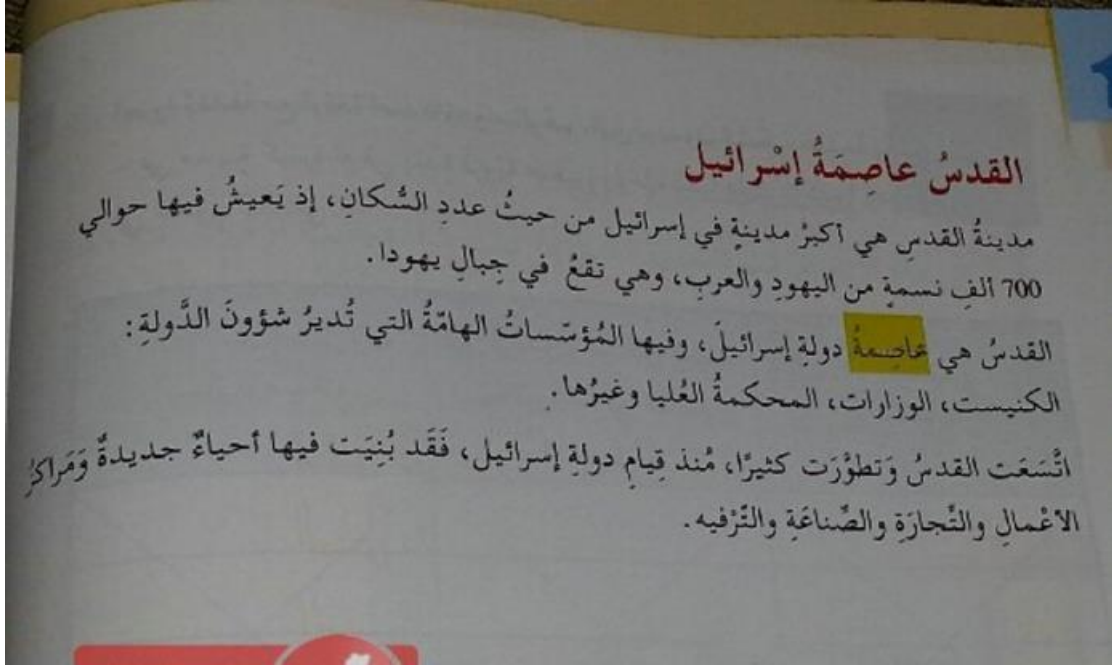 القدسُ عاصِمَةُ إسْرائيل
مدينةُ القدسِ هي أكبرُ مدينةٍ في إسرائيل من حيثُ عددِ السُّكانِ، إذ يَعيشُ فيها حوالي
700 ألفِ نسمةٍ من اليهودِ والعربِ، وهي تقعُ في جِبالِ يهودا.
القدسُ هي عاصِمةُ دولةِ إسرائيلَ، وفيها المُؤسّساتُ الهامّةُ التي تُديرُ شؤونَ الدَّولةِ:
الكنيست، الوزارات، المحكمةُ العُليا وغيرُها.
اتَّسَعَت القدسُ وَتطوَّرَت كثيرًا، مُنذ قِيامِ دولةِ إسرائيل، فَقَد بُنِيَت فيها أحياءٌ جديدةٌ وَمَراكزُ
الأعْمالِ والتِّجارَةِ والصِّناعَةِ والتَّرْفيه.